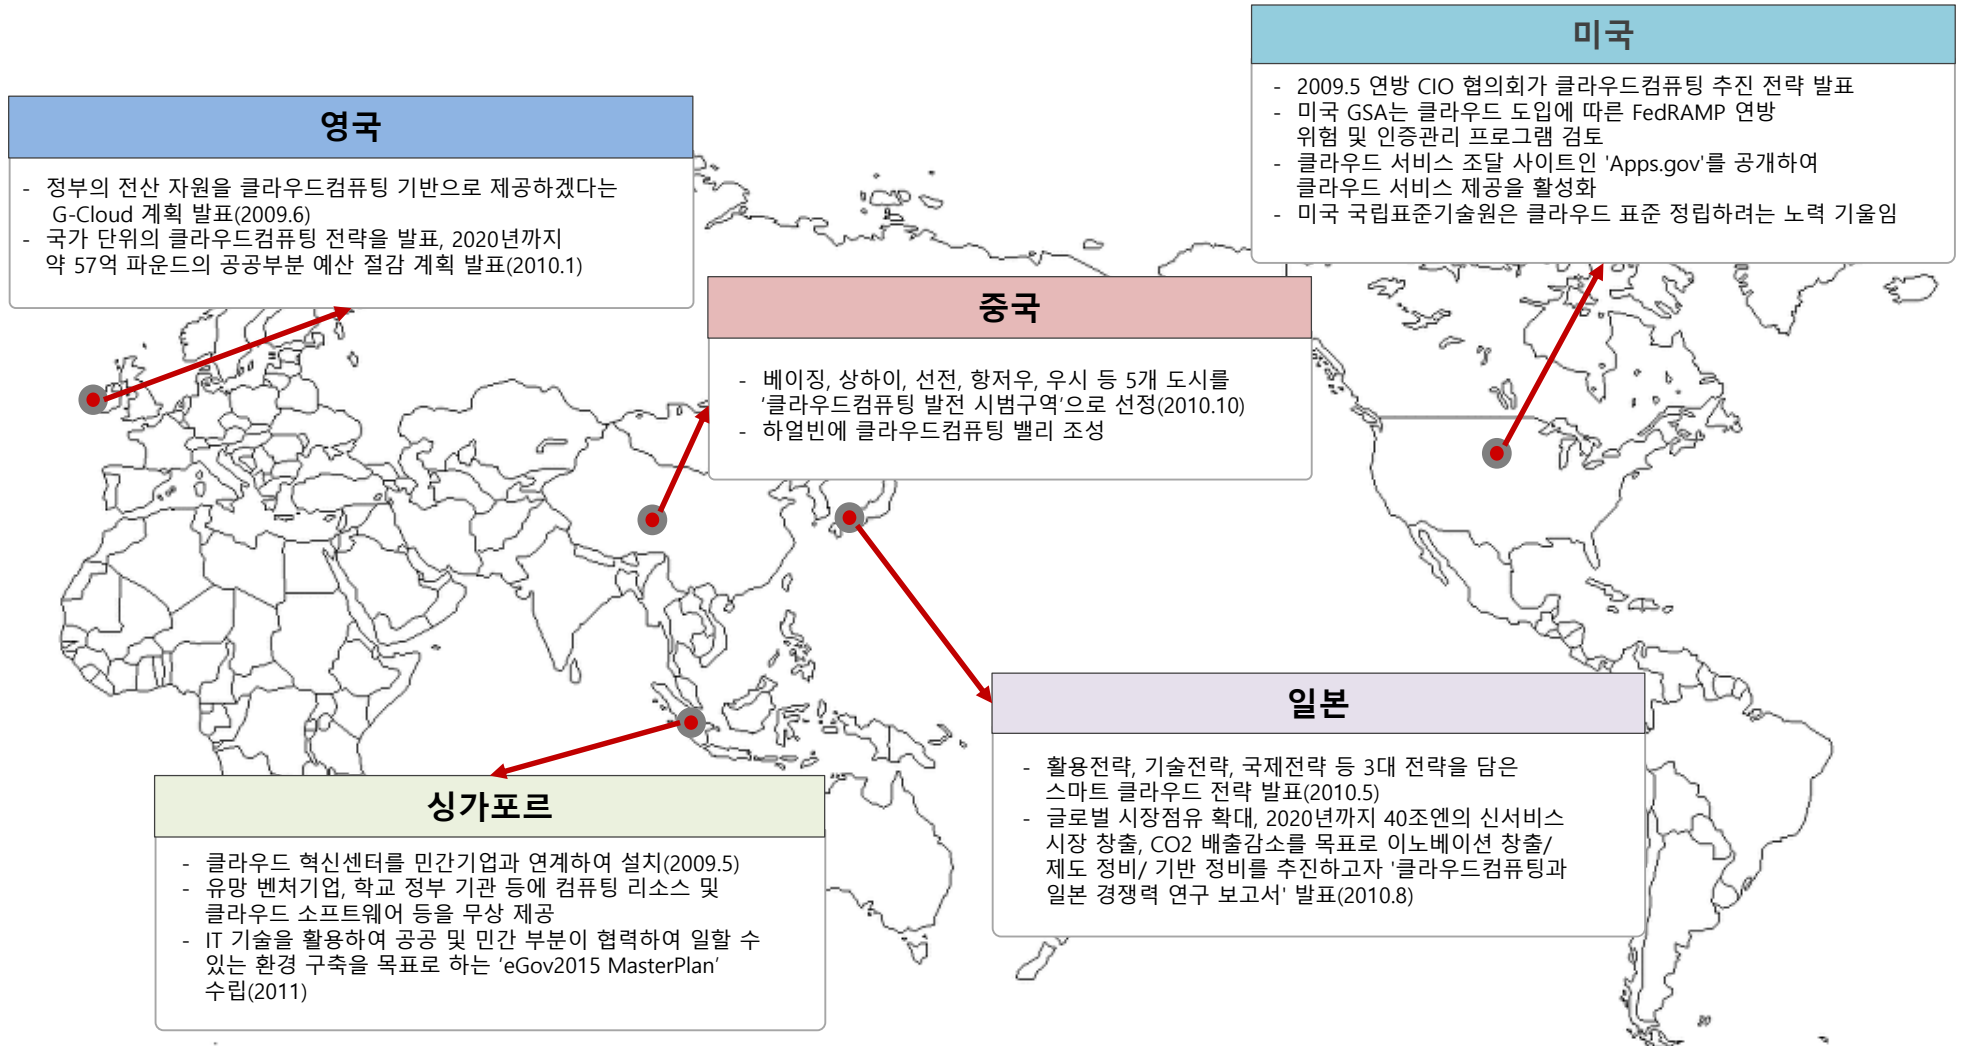 미국
- 2009.5 연방 CIO 협의회가 클라우드컴퓨팅 추진 전략 발표
- 미국 GSA는 클라우드 도입에 따른 FedRAMP 연방
위험 및 인증관리 프로그램 검토
- 클라우드 서비스 조달 사이트인 'Apps.gov'를 공개하여
클라우드 서비스 제공을 활성화
- 미국 국립표준기술원은 클라우드 표준 정립하려는 노력 기울임
영국
- 정부의 전산 자원을 클라우드컴퓨팅 기반으로 제공하겠다는
G-Cloud 계획 발표(2009.6)
- 국가 단위의 클라우드컴퓨팅 전략을 발표, 2020년까지
약 57억 파운드의 공공부분 예산 절감 계획 발표(2010.1)
중국
- 베이징, 상하이, 선전, 항저우, 우시 등 5개 도시를
'클라우드컴퓨팅 발전 시범구역'으로 선정(2010.10)
- 하얼빈에 클라우드컴퓨팅 밸리 조성
일본
- 활용전략, 기술전략, 국제전략 등 3대 전략을 담은
스마트 클라우드 전략 발표(2010.5)
- 글로벌 시장점유 확대, 2020년까지 40조엔의 신서비스
시장 창출, CO2 배출감소를 목표로 이노베이션 창출/
제도 정비/ 기반 정비를 추진하고자 '클라우드컴퓨팅과
일본 경쟁력 연구 보고서' 발표(2010.8)
싱가포르
- 클라우드 혁신센터를 민간기업과 연계하여 설치(2009.5)
- 유망 벤처기업, 학교 정부 기관 등에 컴퓨팅 리소스 및
클라우드 소프트웨어 등을 무상 제공
- IT 기술을 활용하여 공공 및 민간 부분이 협력하여 일할 수
있는 환경 구축을 목표로 하는 'eGov2015 MasterPlan'
수립(2011)